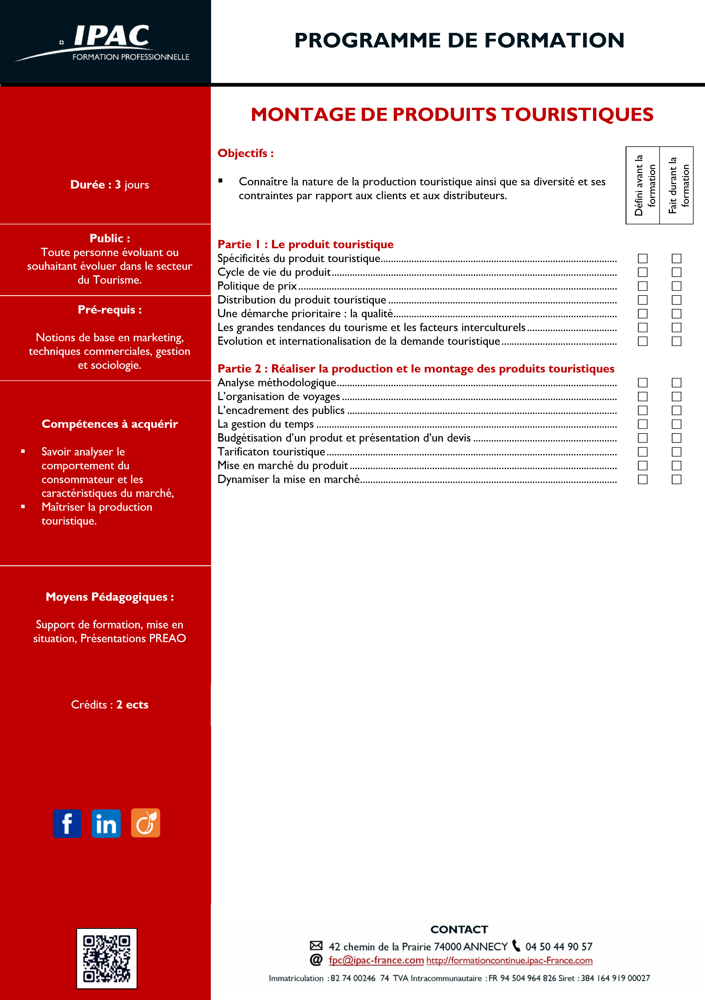 IPAC
FORMATION PROFESSIONNELLE
PROGRAMME DE FORMATION
Durée : 3 jours
Public :
Toute personne évoluant ou
souhaitant évoluer dans le secteur
du Tourisme.
Pré-requis :
Notions de base en marketing,
techniques commerciales, gestion
et sociologie.
Compétences à acquérir
▪ Savoir analyser le
comportement du
consommateur et les
caractéristiques du marché,
▪ Maîtriser la production
touristique.
Moyens Pédagogiques :
Support de formation, mise en
situation, Présentations PREAO
Crédits : 2 ects
f in
MONTAGE DE PRODUITS TOURISTIQUES
Objectifs :
▪ Connaître la nature de la production touristique ainsi que sa diversité et ses
contraintes par rapport aux clients et aux distributeurs.
Défini avant la
formation
Fait durant la
formation
Partie 1 : Le produit touristique
Spécificités du produit touristique ☐ ☐
Cycle de vie du produit ☐ ☐
Politique de prix ☐ ☐
Distribution du produit touristique ☐ ☐
Une démarche prioritaire : la qualité ☐ ☐
Les grandes tendances du tourisme et les facteurs interculturels ☐ ☐
Evolution et internationalisation de la demande touristique ☐ ☐
Partie 2 : Réaliser la production et le montage des produits touristiques
Analyse méthodologique ☐ ☐
L’organisation de voyages ☐ ☐
L’encadrement des publics ☐ ☐
La gestion du temps ☐ ☐
Budgétisation d’un produt et présentation d’un devis ☐ ☐
Tarificaton touristique ☐ ☐
Mise en marché du produit ☐ ☐
Dynamiser la mise en marché ☐ ☐
CONTACT
42 chemin de la Prairie 74000 ANNECY 04 50 44 90 57
@ fpc@ipac-france.com http://formationcontinue.ipac-France.com
Immatriculation : 82 74 00246 74 TVA Intracommunautaire : FR 94 504 964 826 Siret : 384 164 919 00027